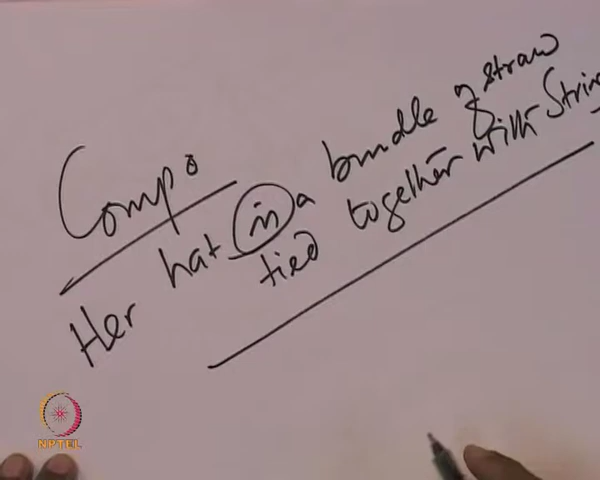 Compo
Her hat is a bundle of straw
tied together with String
NPTEL